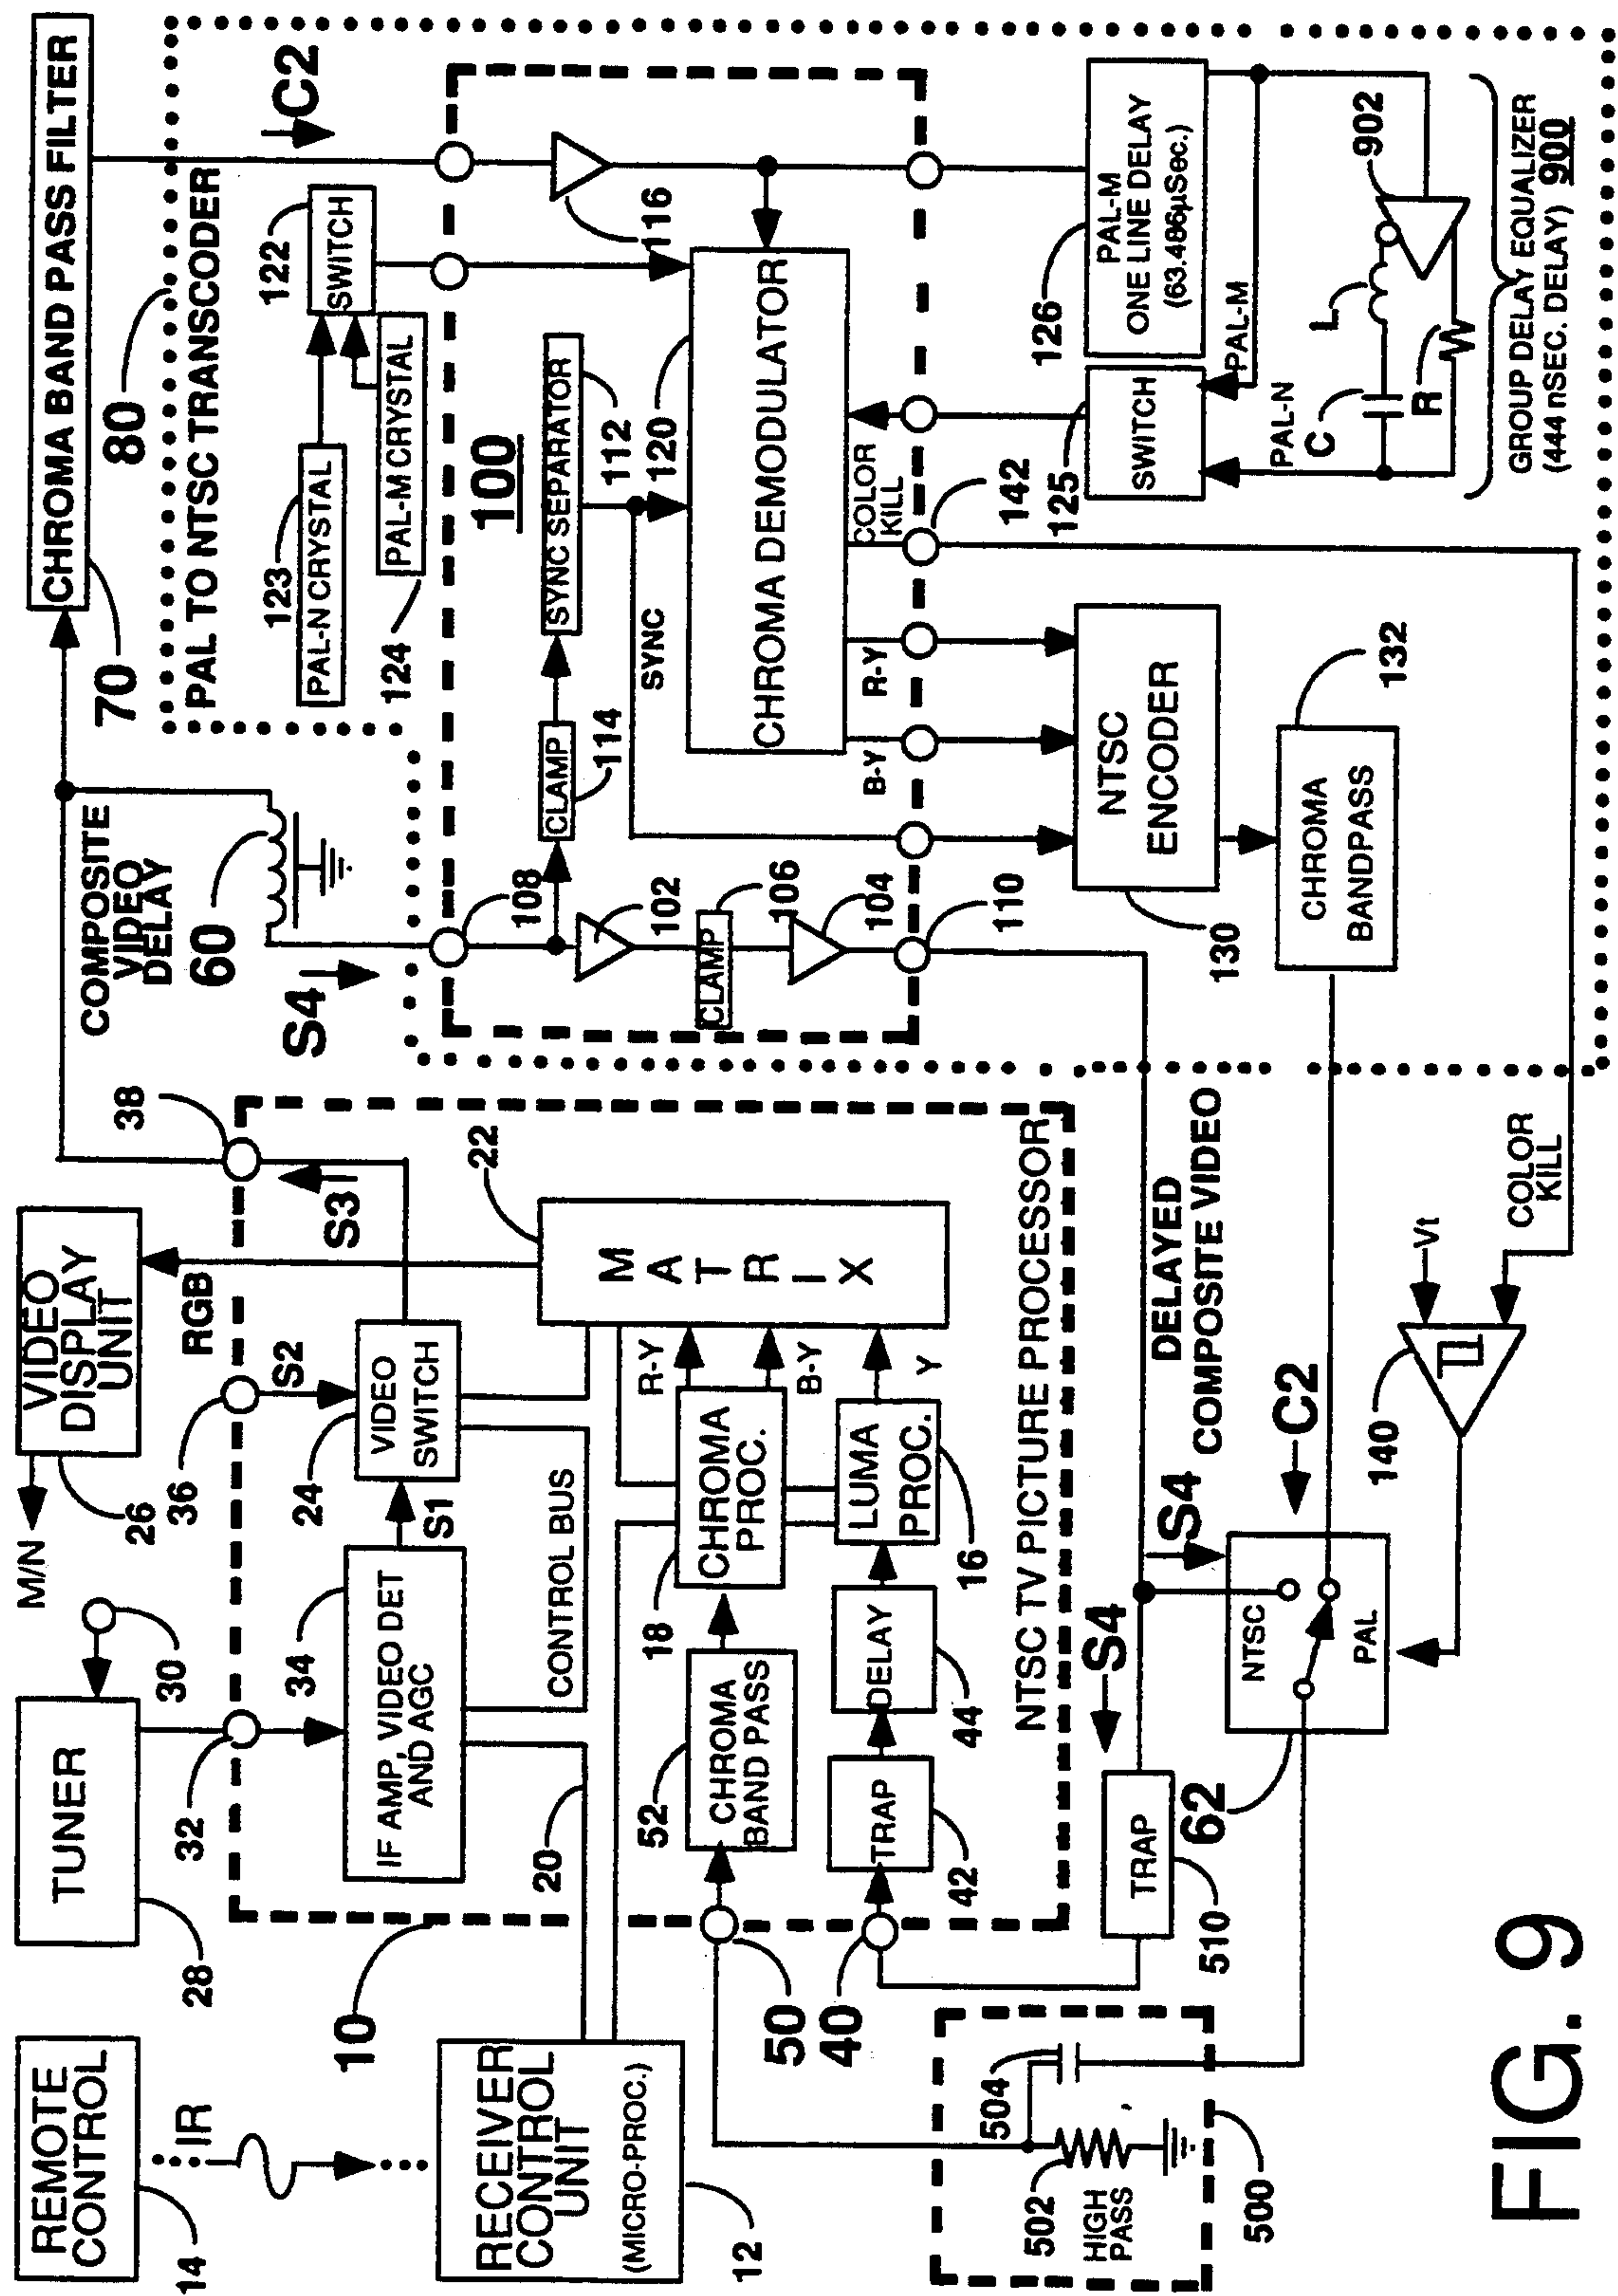 REMOTE
CONTROL
14
IR
RECEIVER
CONTROL
UNIT
(MICRO-PROC.)
12
TUNER
28
30
32
M/N
VIDEO
DISPLAY
UNIT
26
RGB
36
S2
38
S3
10
IF AMP, VIDEO DET
AND AGC
34
S1
VIDEO
SWITCH
24
20
CONTROL BUS
MATRIX
22
52
CHROMA
BAND PASS
18
CHROMA
PROC.
R-Y
B-Y
TRAP
42
DELAY
44
LUMA
PROC.
16
Y
NTSC TV PICTURE PROCESSOR
50
40
504
502
HIGH
PASS
500
TRAP
510
S4
62
NTSC
PAL
S4
C2
DELAYED
COMPOSITE VIDEO
140
Vt
COLOR
KILL
COMPOSITE
VIDEO
DELAY
60
S4
CHROMA BAND PASS FILTER
70
80
PAL TO NTSC TRANSCODER
C2
123
PAL-N CRYSTAL
PAL-M CRYSTAL
124
122
SWITCH
100
108
102
CLAMP
106
104
110
CLAMP
114
SYNC SEPARATOR
112
SYNC
116
120
CHROMA DEMODULATOR
B-Y
R-Y
COLOR
KILL
142
NTSC
ENCODER
130
CHROMA
BANDPASS
132
125
SWITCH
126
PAL-M
ONE LINE DELAY
(63.486µSec.)
PAL-M
PAL-N
C
L
R
902
GROUP DELAY EQUALIZER
(444 nSEC. DELAY) 900
FIG. 9